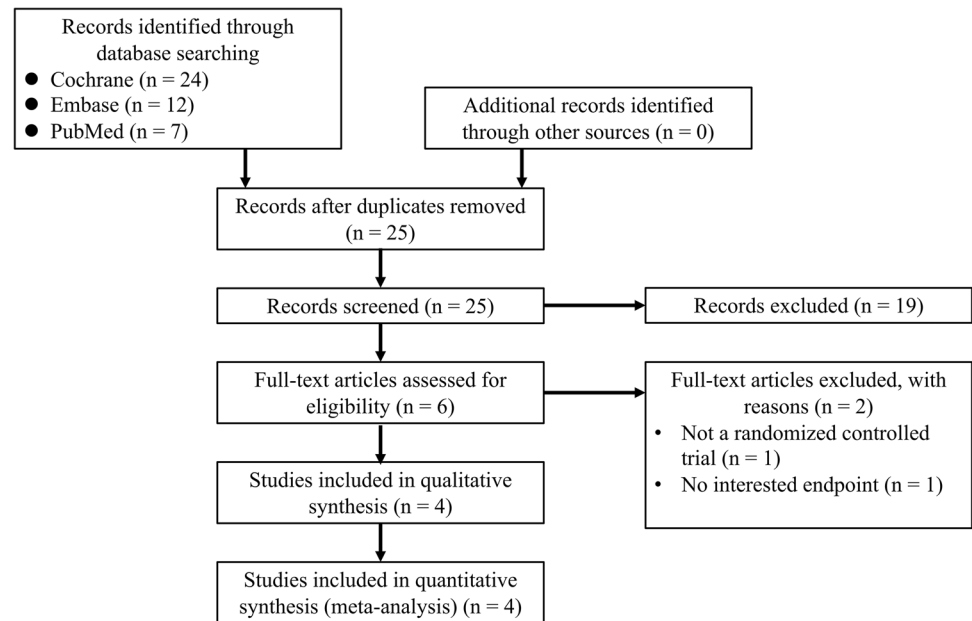 Records identified through
database searching
● Cochrane (n = 24)
● Embase (n = 12)
● PubMed (n = 7)
Additional records identified
through other sources (n = 0)
Records after duplicates removed
(n = 25)
Records screened (n = 25)
Records excluded (n = 19)
Full-text articles assessed for
eligibility (n = 6)
Full-text articles excluded, with
reasons (n = 2)
• Not a randomized controlled
trial (n = 1)
• No interested endpoint (n = 1)
Studies included in qualitative
synthesis (n = 4)
Studies included in quantitative
synthesis (meta-analysis) (n = 4)